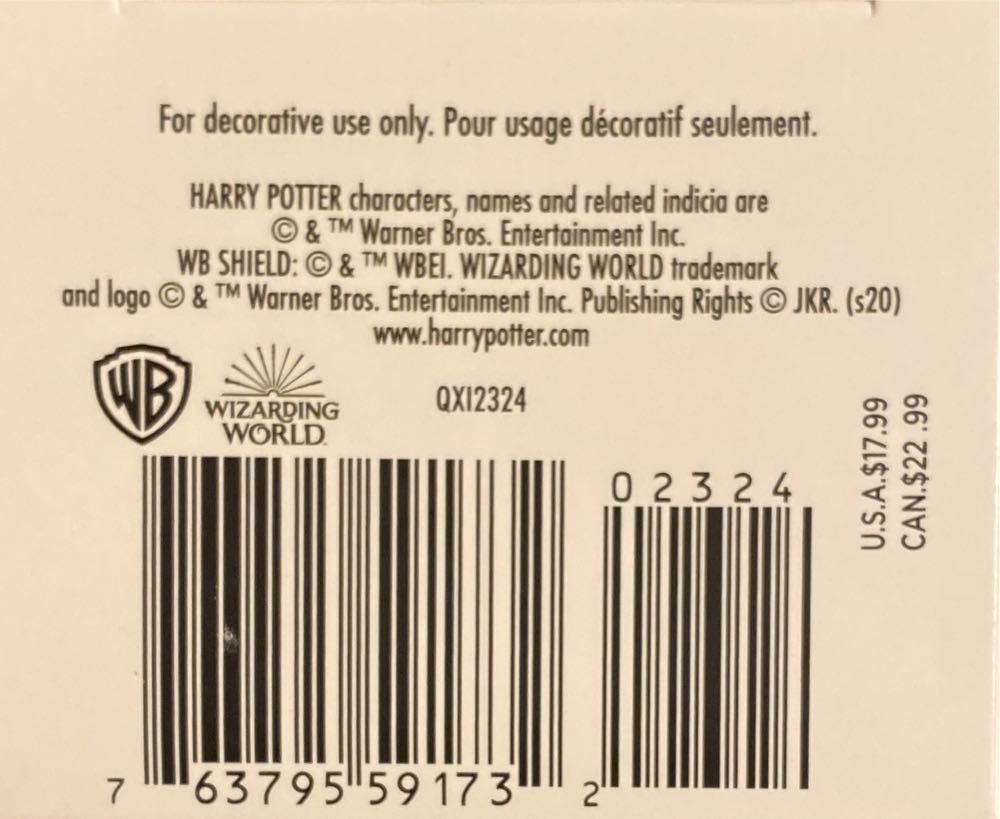 For decorative use only. Pour usage décoratif seulement.
HARRY POTTER characters, names and related indicia are
© & ™ Warner Bros. Entertainment Inc.
WB SHIELD: © & ™ WBEI. WIZARDING WORLD trademark
and logo © & ™ Warner Bros. Entertainment Inc. Publishing Rights © JKR. (s20)
www.harrypotter.com
WB
WIZARDING
WORLD
QXI2324
U.S.A.$17.99
CAN.$22.99
02324
7 63795 59173 2